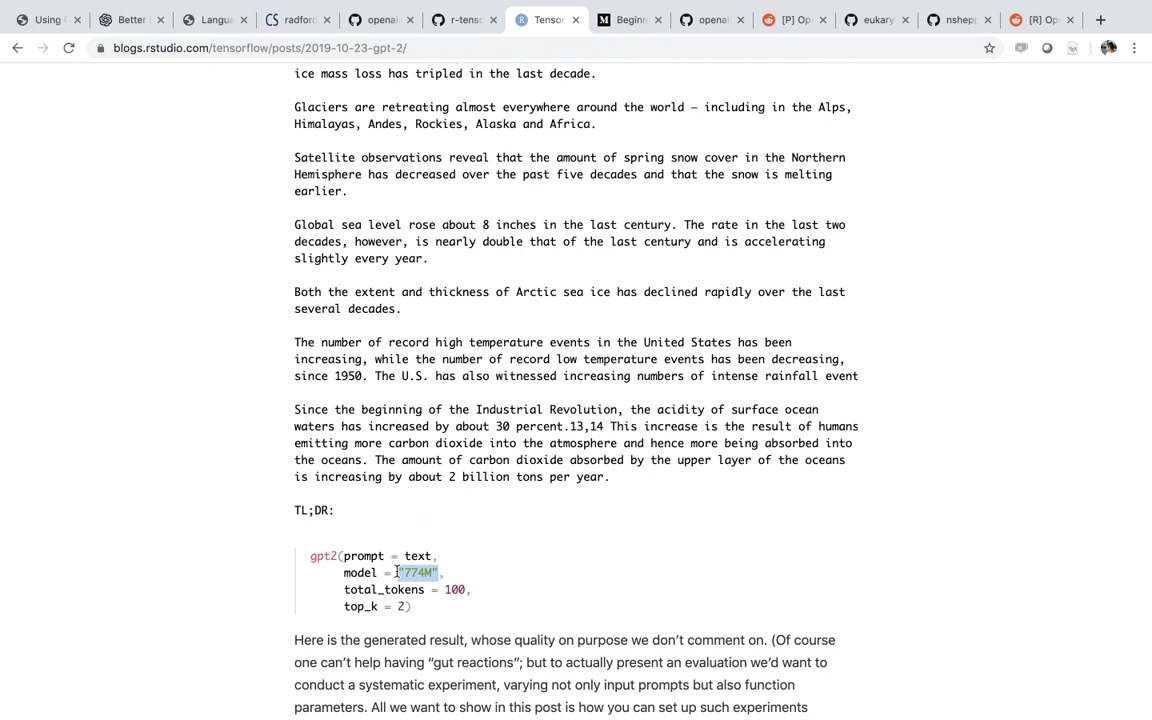 Using G
Better
Langua
radford
openai
r-tenso
Tensor
Beginn
openai
[P] Op
eukary
nshepp
[R] Op
blogs.rstudio.com/tensorflow/posts/2019-10-23-gpt-2/
ice mass loss has tripled in the last decade.
Glaciers are retreating almost everywhere around the world — including in the Alps,
Himalayas, Andes, Rockies, Alaska and Africa.
Satellite observations reveal that the amount of spring snow cover in the Northern
Hemisphere has decreased over the past five decades and that the snow is melting
earlier.
Global sea level rose about 8 inches in the last century. The rate in the last two
decades, however, is nearly double that of the last century and is accelerating
slightly every year.
Both the extent and thickness of Arctic sea ice has declined rapidly over the last
several decades.
The number of record high temperature events in the United States has been
increasing, while the number of record low temperature events has been decreasing,
since 1950. The U.S. has also witnessed increasing numbers of intense rainfall event
Since the beginning of the Industrial Revolution, the acidity of surface ocean
waters has increased by about 30 percent.13,14 This increase is the result of humans
emitting more carbon dioxide into the atmosphere and hence more being absorbed into
the oceans. The amount of carbon dioxide absorbed by the upper layer of the oceans
is increasing by about 2 billion tons per year.
TL;DR:
gpt2(prompt = text,
model = "774M",
total_tokens = 100,
top_k = 2)
Here is the generated result, whose quality on purpose we don’t comment on. (Of course
one can’t help having “gut reactions”; but to actually present an evaluation we’d want to
conduct a systematic experiment, varying not only input prompts but also function
parameters. All we want to show in this post is how you can set up such experiments